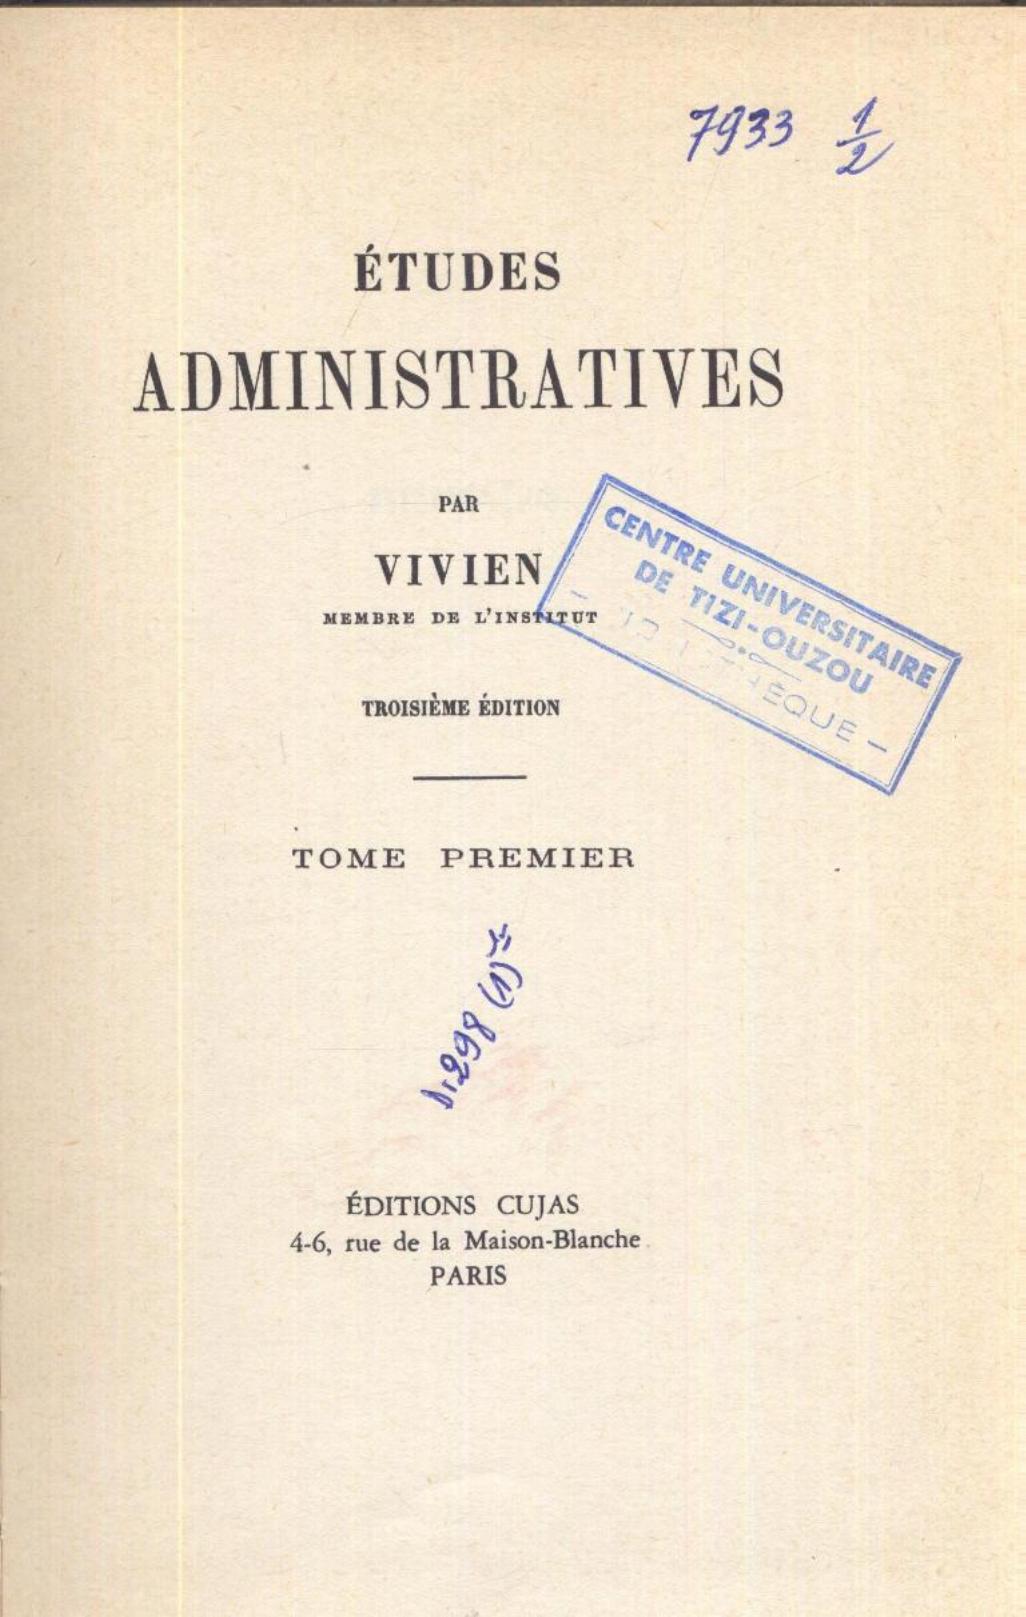 7933 1/2
ÉTUDES
ADMINISTRATIVES
PAR
VIVIEN
MEMBRE DE L'INSTITUT
CENTRE UNIVERSITAIRE
DE TIZI-OUZOU
TROISIÈME ÉDITION
TOME PREMIER
ÉDITIONS CUJAS
4-6, rue de la Maison-Blanche
PARIS